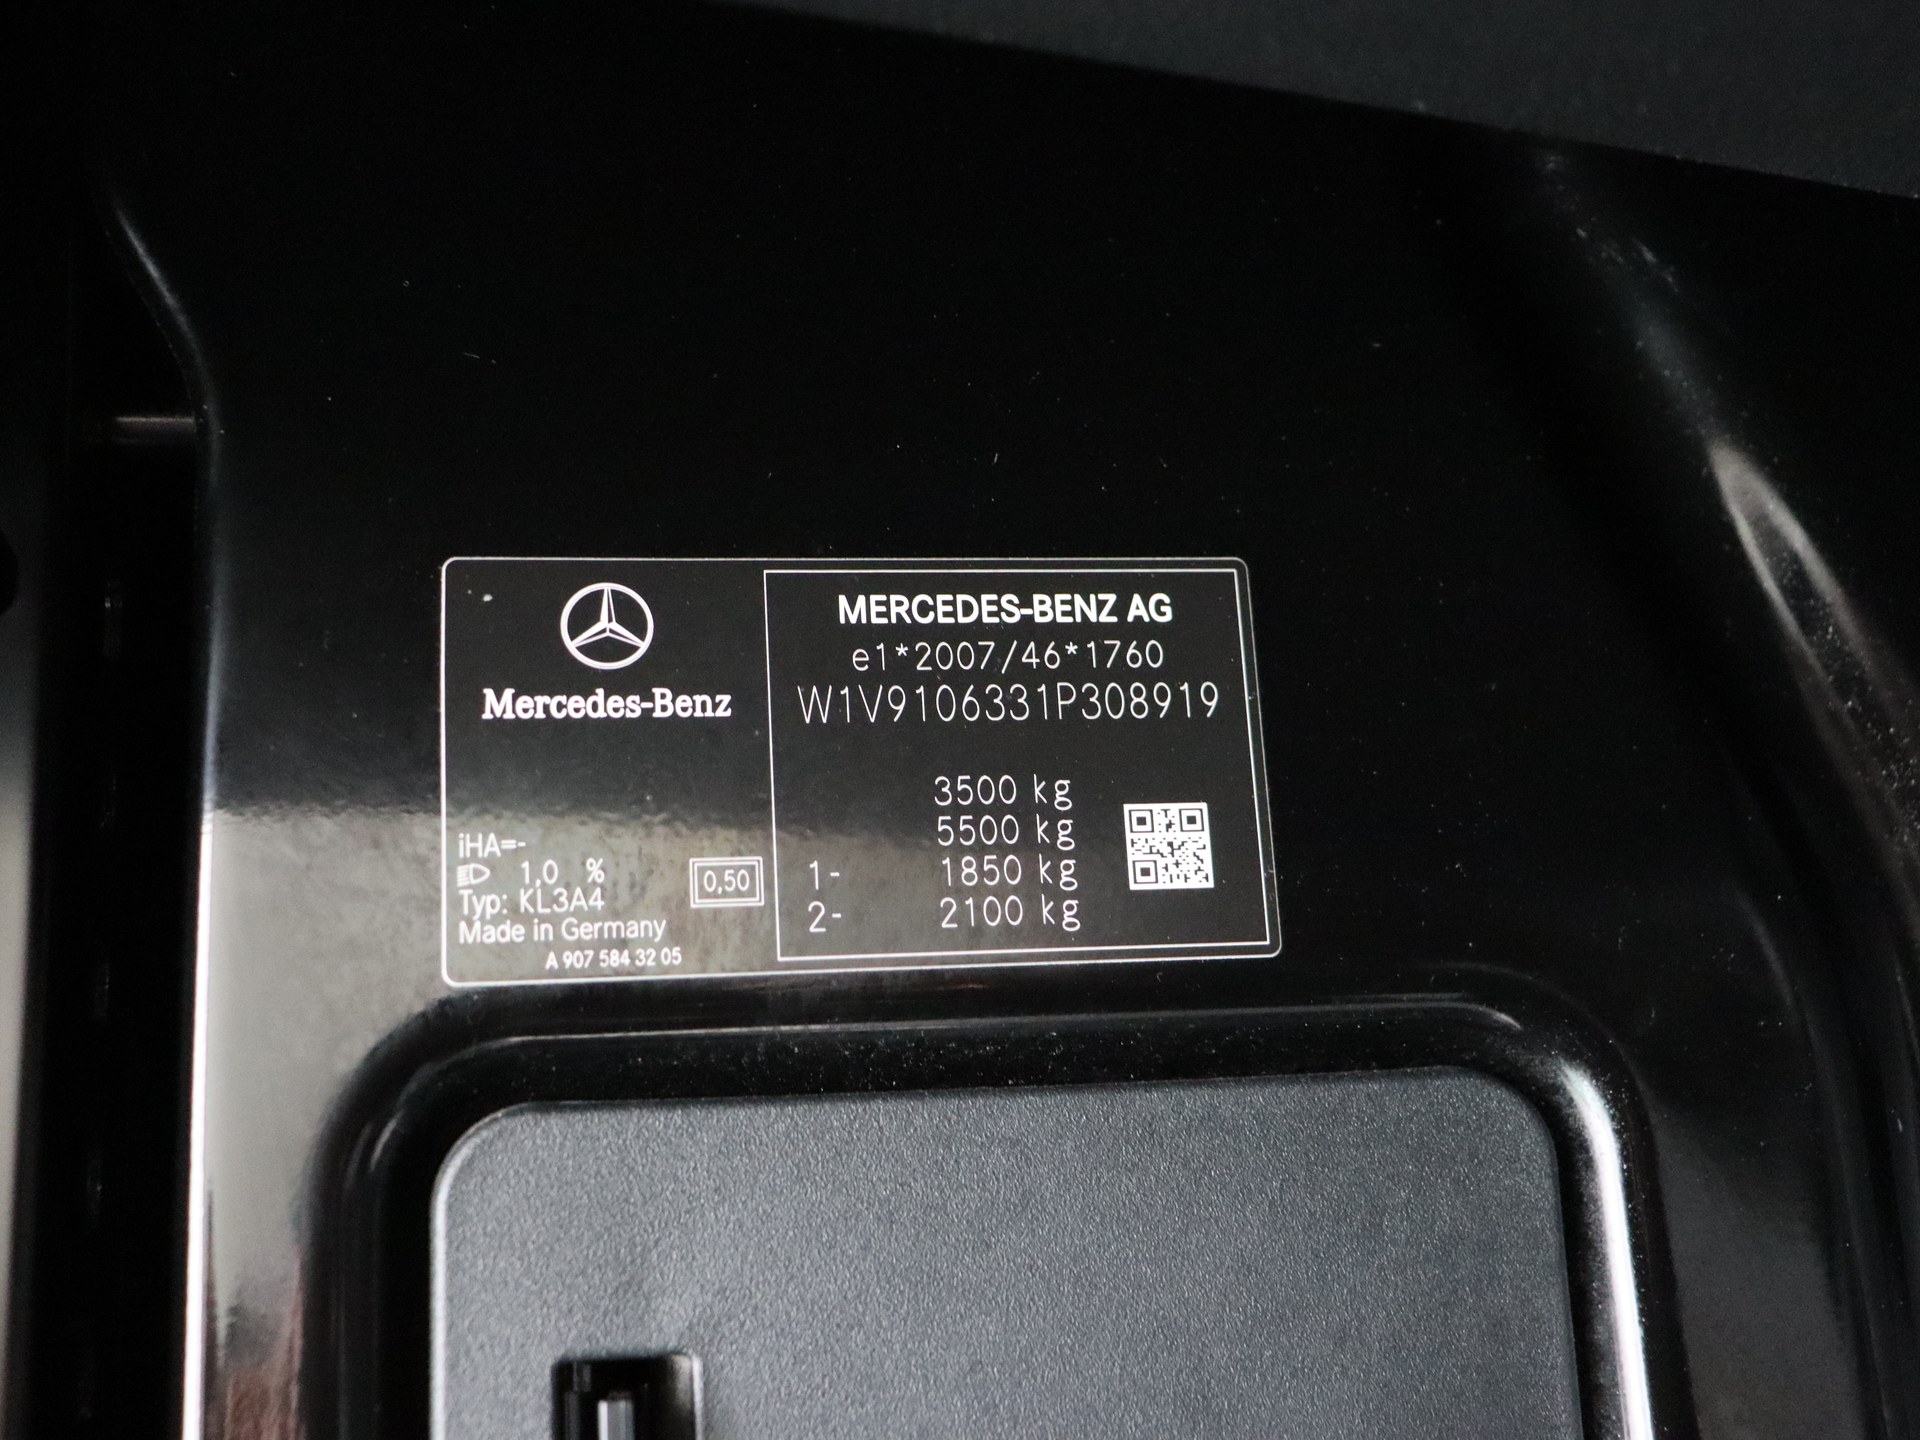 Mercedes-Benz
iHA=-
1,0 %
Typ: KL3A4
Made in Germany
A 907 584 32 05
0,50
MERCEDES-BENZ AG
e1*2007/46*1760
W1V9106331P308919
3500 kg
5500 kg
1- 1850 kg
2- 2100 kg